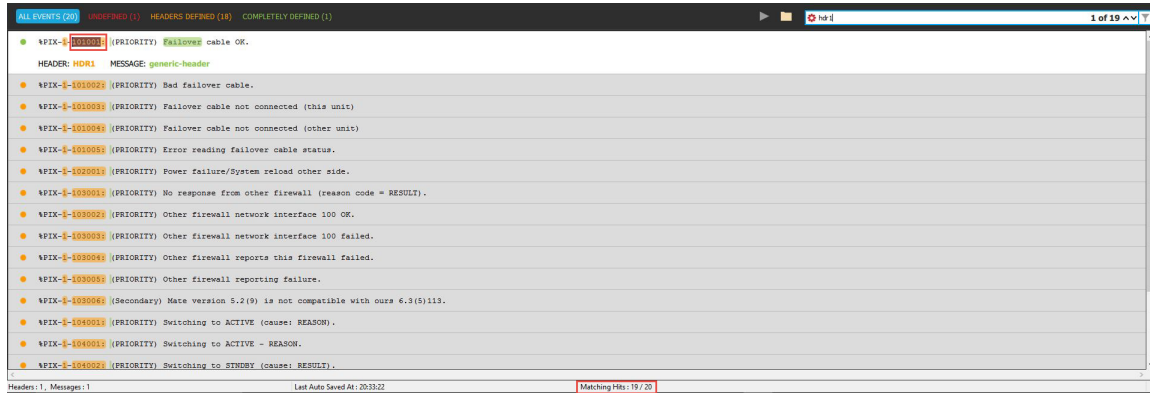 ALL EVENTS (20) UNDEFINED (1) HEADERS DEFINED (18) COMPLETELY DEFINED (1) hdr1 1 of 19
%PIX-1-101001: (PRIORITY) Failover cable OK.
HEADER: HDR1 MESSAGE: generic-header
%PIX-1-101002: (PRIORITY) Bad failover cable.
%PIX-1-101003: (PRIORITY) Failover cable not connected (this unit)
%PIX-1-101004: (PRIORITY) Failover cable not connected (other unit)
%PIX-1-101005: (PRIORITY) Error reading failover cable status.
%PIX-1-102001: (PRIORITY) Power failure/System reload other side.
%PIX-1-103001: (PRIORITY) No response from other firewall (reason code = RESULT).
%PIX-1-103002: (PRIORITY) Other firewall network interface 100 OK.
%PIX-1-103003: (PRIORITY) Other firewall network interface 100 failed.
%PIX-1-103004: (PRIORITY) Other firewall reports this firewall failed.
%PIX-1-103005: (PRIORITY) Other firewall reporting failure.
%PIX-1-103006: (Secondary) Mate version 5.2(9) is not compatible with ours 6.3(5)113.
%PIX-1-104001: (PRIORITY) Switching to ACTIVE (cause: REASON).
%PIX-1-104001: (PRIORITY) Switching to ACTIVE - REASON.
%PIX-1-104002: (PRIORITY) Switching to STNDBY (cause: RESULT).
Headers : 1 , Messages : 1 Last Auto Saved At : 20:33:22 Matching Hits : 19 / 20